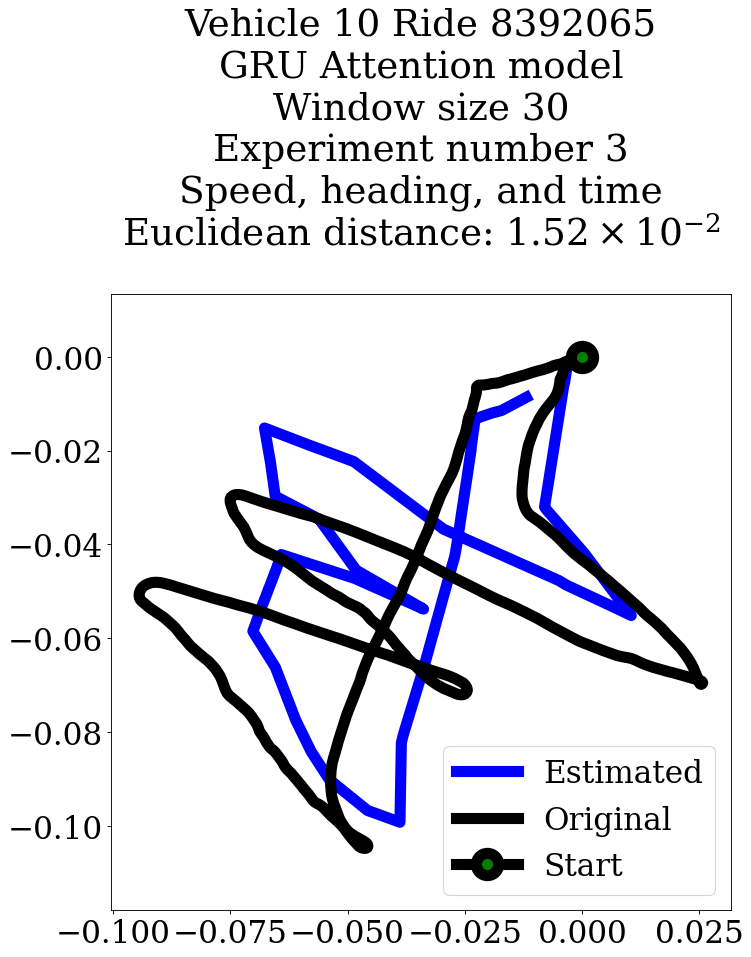 Vehicle 10 Ride 8392065
GRU Attention model
Window size 30
Experiment number 3
Speed, heading, and time
Euclidean distance: 1.52 × 10⁻²
0.00
−0.02
−0.04
−0.06
−0.08
−0.10
Estimated
Original
Start
−0.100 −0.075 −0.050 −0.025 0.000 0.025